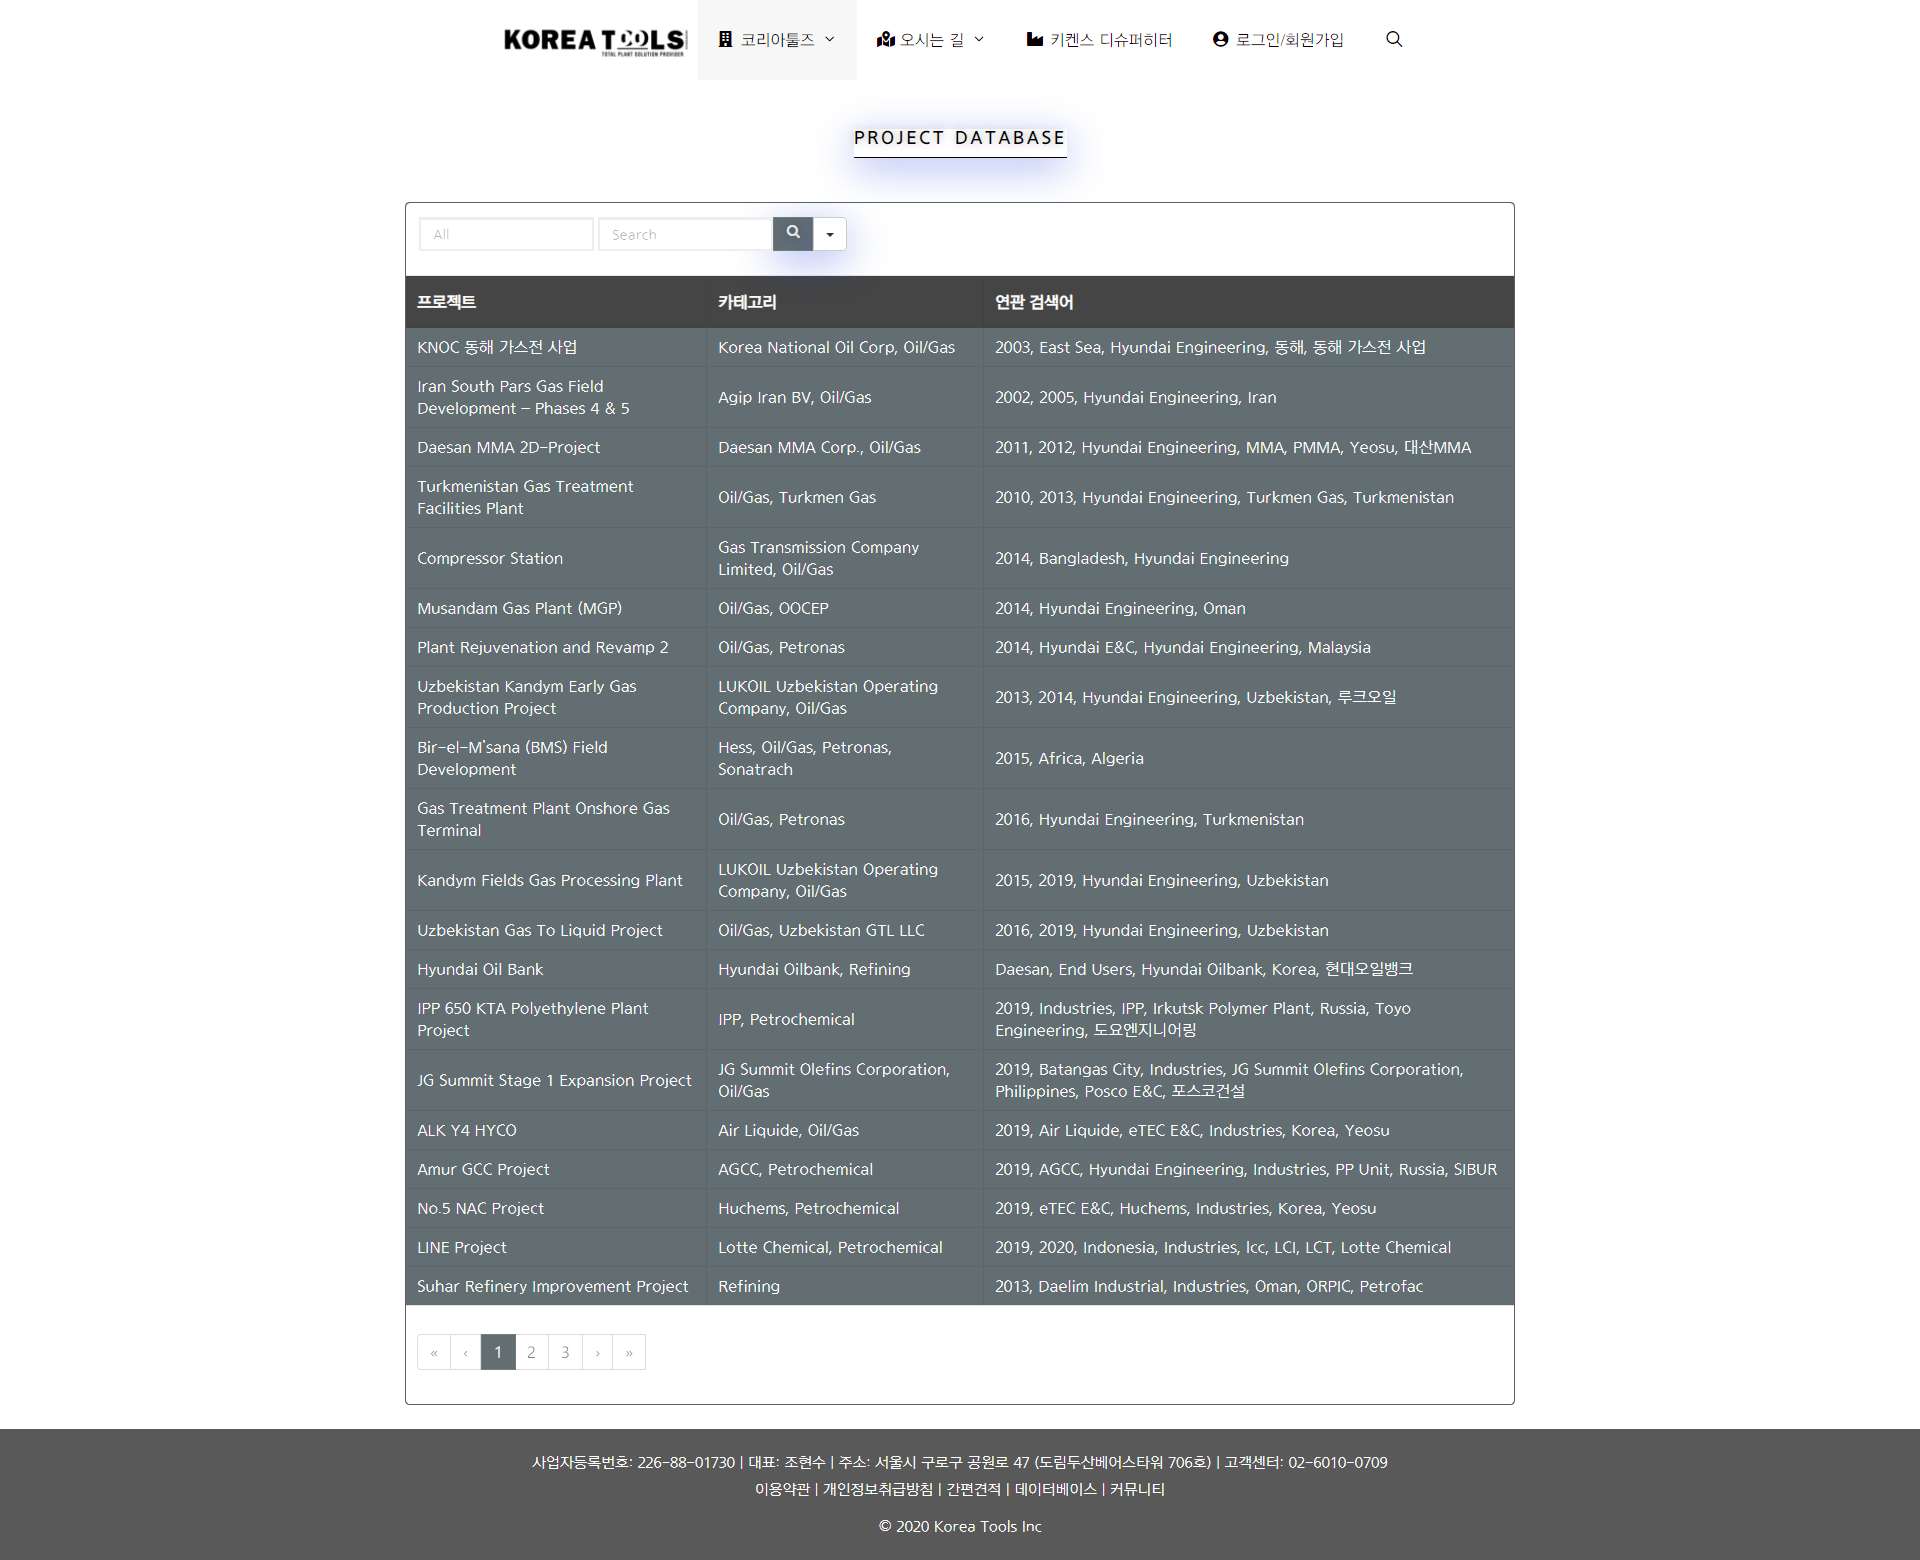 KOREA TOOLS
TOTAL PLANT SOLUTION PROVIDER
코리아툴즈
오시는 길
키켄스 디슈퍼히터
로그인/회원가입
PROJECT DATABASE
All
Search
프로젝트 카테고리 연관 검색어
KNOC 동해 가스전 사업 Korea National Oil Corp, Oil/Gas 2003, East Sea, Hyundai Engineering, 동해, 동해 가스전 사업
Iran South Pars Gas Field
Development – Phases 4 & 5
Agip Iran BV, Oil/Gas 2002, 2005, Hyundai Engineering, Iran
Daesan MMA 2D-Project Daesan MMA Corp., Oil/Gas 2011, 2012, Hyundai Engineering, MMA, PMMA, Yeosu, 대산MMA
Turkmenistan Gas Treatment
Facilities Plant
Oil/Gas, Turkmen Gas 2010, 2013, Hyundai Engineering, Turkmen Gas, Turkmenistan
Compressor Station
Gas Transmission Company
Limited, Oil/Gas
2014, Bangladesh, Hyundai Engineering
Musandam Gas Plant (MGP) Oil/Gas, OOCEP 2014, Hyundai Engineering, Oman
Plant Rejuvenation and Revamp 2 Oil/Gas, Petronas 2014, Hyundai E&C, Hyundai Engineering, Malaysia
Uzbekistan Kandym Early Gas
Production Project
LUKOIL Uzbekistan Operating
Company, Oil/Gas
2013, 2014, Hyundai Engineering, Uzbekistan, 루크오일
Bir-el-M'sana (BMS) Field
Development
Hess, Oil/Gas, Petronas,
Sonatrach
2015, Africa, Algeria
Gas Treatment Plant Onshore Gas
Terminal
Oil/Gas, Petronas 2016, Hyundai Engineering, Turkmenistan
Kandym Fields Gas Processing Plant
LUKOIL Uzbekistan Operating
Company, Oil/Gas
2015, 2019, Hyundai Engineering, Uzbekistan
Uzbekistan Gas To Liquid Project Oil/Gas, Uzbekistan GTL LLC 2016, 2019, Hyundai Engineering, Uzbekistan
Hyundai Oil Bank Hyundai Oilbank, Refining Daesan, End Users, Hyundai Oilbank, Korea, 현대오일뱅크
IPP 650 KTA Polyethylene Plant
Project
IPP, Petrochemical
2019, Industries, IPP, Irkutsk Polymer Plant, Russia, Toyo
Engineering, 도요엔지니어링
JG Summit Stage 1 Expansion Project
JG Summit Olefins Corporation,
Oil/Gas
2019, Batangas City, Industries, JG Summit Olefins Corporation,
Philippines, Posco E&C, 포스코건설
ALK Y4 HYCO Air Liquide, Oil/Gas 2019, Air Liquide, eTEC E&C, Industries, Korea, Yeosu
Amur GCC Project AGCC, Petrochemical 2019, AGCC, Hyundai Engineering, Industries, PP Unit, Russia, SIBUR
No.5 NAC Project Huchems, Petrochemical 2019, eTEC E&C, Huchems, Industries, Korea, Yeosu
LINE Project Lotte Chemical, Petrochemical 2019, 2020, Indonesia, Industries, lcc, LCI, LCT, Lotte Chemical
Suhar Refinery Improvement Project Refining 2013, Daelim Industrial, Industries, Oman, ORPIC, Petrofac
« ‹ 1 2 3 › »
사업자등록번호: 226-88-01730 | 대표: 조현수 | 주소: 서울시 구로구 공원로 47 (도림두산베어스타워 706호) | 고객센터: 02-6010-0709
이용약관 | 개인정보취급방침 | 간편견적 | 데이터베이스 | 커뮤니티
© 2020 Korea Tools Inc